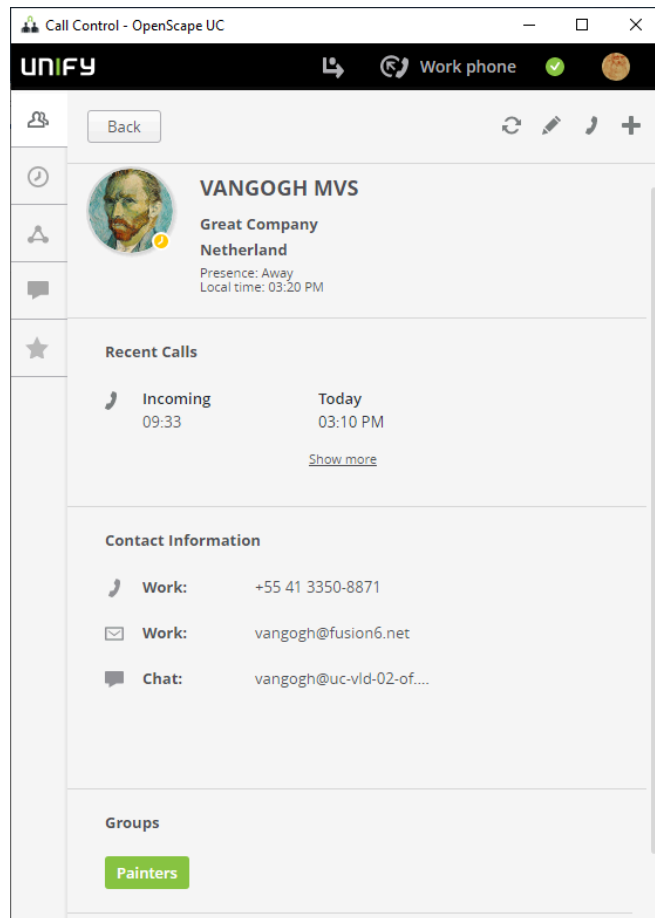 Call Control - OpenScape UC
UNIFY
Work phone
Back
VANGOGH MVS
Great Company
Netherland
Presence: Away
Local time: 03:20 PM
Recent Calls
Incoming Today
09:33 03:10 PM
Show more
Contact Information
Work: +55 41 3350-8871
Work: vangogh@fusion6.net
Chat: vangogh@uc-vld-02-of....
Groups
Painters